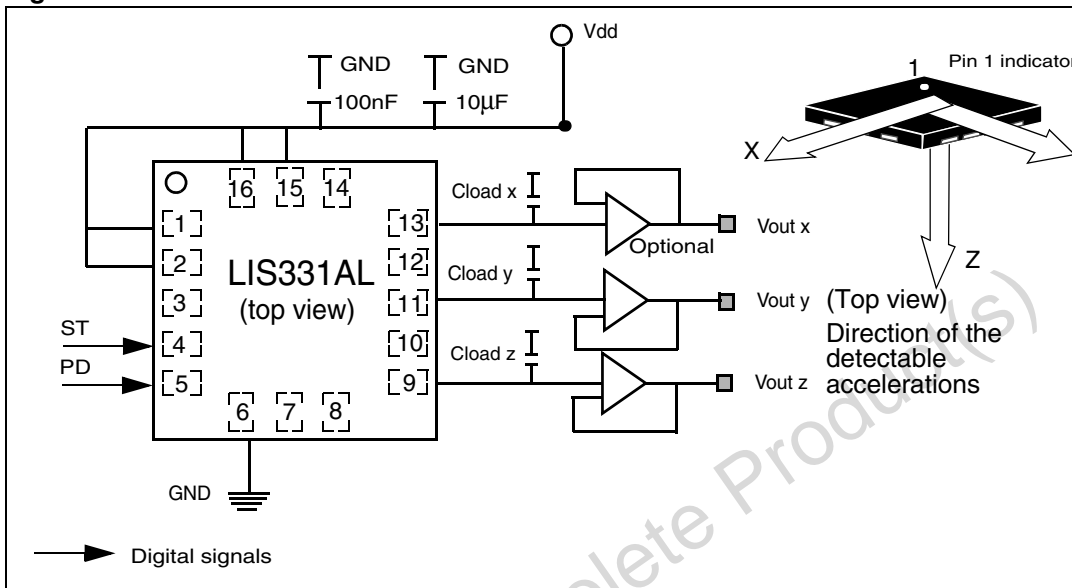 Vdd
GND
GND
100nF
10µF
1
Pin 1 indicator
X
Z
16
15
14
1
2
3
4
5
6
7
8
13
12
11
10
9
LIS331AL
(top view)
ST
PD
Cload x
Cload y
Cload z
Optional
Vout x
Vout y
Vout z
(Top view)
Direction of the
detectable
accelerations
GND
Digital signals
Product(s)